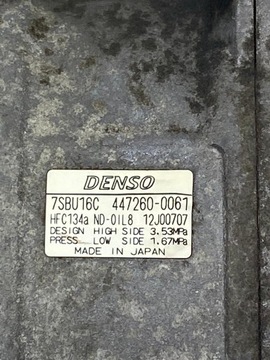 DENSO
7SBU16C 447260-0061
HFC134a ND-OIL8 12J00707
DESIGN HIGH SIDE 3.53MPa
PRESS LOW SIDE 1.67MPa
MADE IN JAPAN